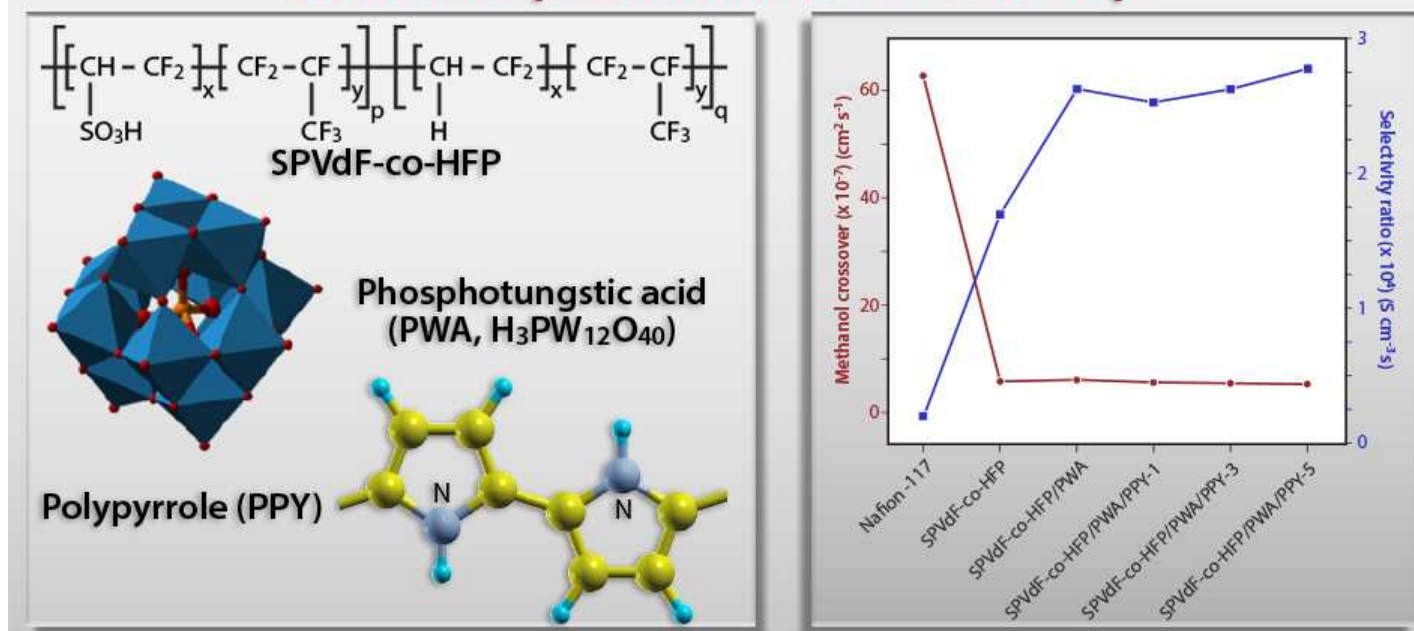 [[CH – CF₂]x[CF₂–CF]y]p[[CH – CF₂]x[CF₂–CF]y]q
SO₃H CF₃ H CF₃
SPVdF-co-HFP
Phosphotungstic acid
(PWA, H₃PW₁₂O₄₀)
Polypyrrole (PPY)
N
N
Methanol crossover (x 10⁻⁷) (cm² s⁻¹)
60
40
20
0
3
2
1
0
Selectivity ratio (x 10⁴) (S cm⁻³ s)
Nafion -117
SPVdF-co-HFP
SPVdF-co-HFP/PWA
SPVdF-co-HFP/PWA/PPY-1
SPVdF-co-HFP/PWA/PPY-3
SPVdF-co-HFP/PWA/PPY-5